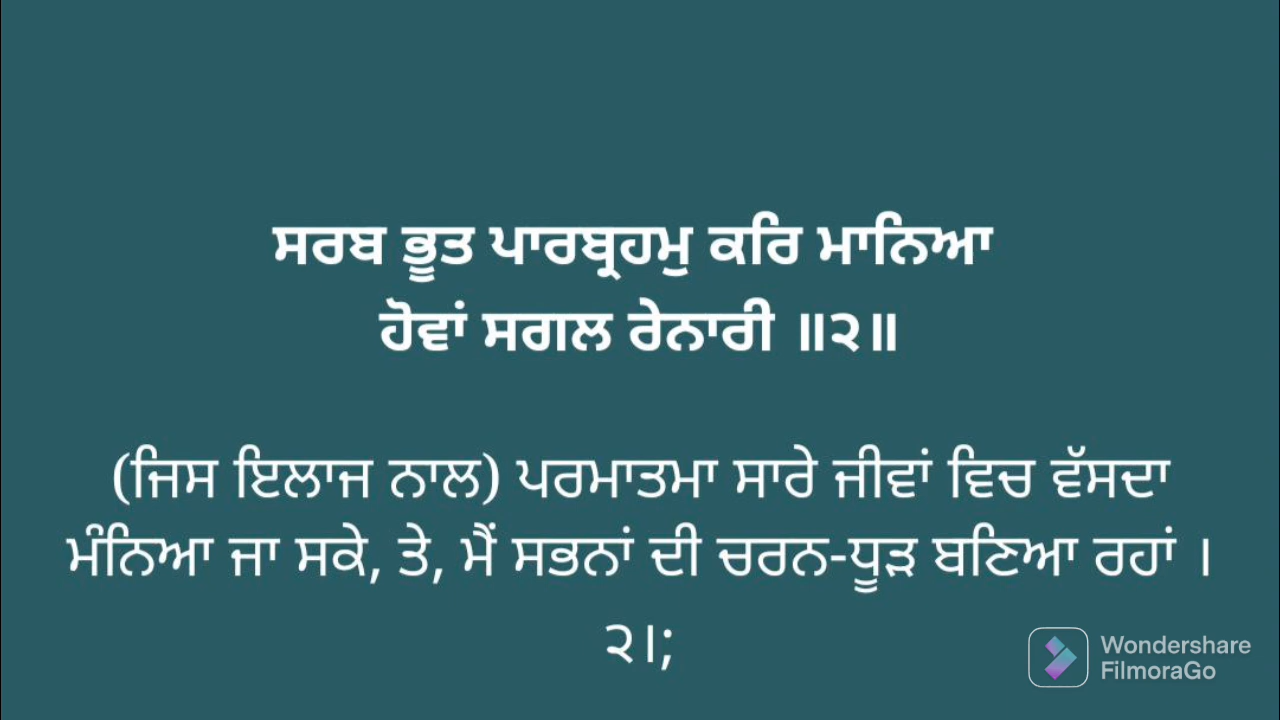 ਸਰਬ ਭੂਤ ਪਾਰਬ੍ਰਹਮੁ ਕਰਿ ਮਾਨਿਆ
ਹੋਵਾਂ ਸਗਲ ਰੇਨਾਰੀ ॥੨॥
(ਜਿਸ ਇਲਾਜ ਨਾਲ) ਪਰਮਾਤਮਾ ਸਾਰੇ ਜੀਵਾਂ ਵਿਚ ਵੱਸਦਾ
ਮੰਨਿਆ ਜਾ ਸਕੇ, ਤੇ, ਮੈਂ ਸਭਨਾਂ ਦੀ ਚਰਨ-ਧੂੜ ਬਣਿਆ ਰਹਾਂ ।
੨।;
Wondershare
FilmoraGo